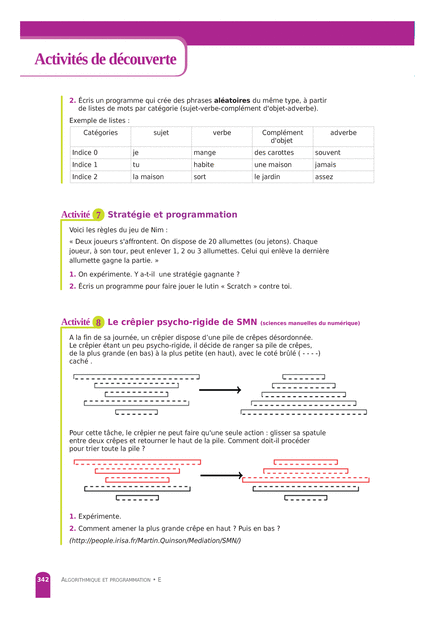 Activités de découverte
2. Écris un programme qui crée des phrases aléatoires du même type, à partir
de listes de mots par catégorie (sujet-verbe-complément d'objet-adverbe).
Exemple de listes :
Catégories sujet verbe Complément d'objet adverbe
Indice 0 je mange des carottes souvent
Indice 1 tu habite une maison jamais
Indice 2 la maison sort le jardin assez
Activité 7 Stratégie et programmation
Voici les règles du jeu de Nim :
« Deux joueurs s'affrontent. On dispose de 20 allumettes (ou jetons). Chaque
joueur, à son tour, peut enlever 1, 2 ou 3 allumettes. Celui qui enlève la dernière
allumette gagne la partie. »
1. On expérimente. Y a-t-il une stratégie gagnante ?
2. Écris un programme pour faire jouer le lutin « Scratch » contre toi.
Activité 8 Le crêpier psycho-rigide de SMN (sciences manuelles du numérique)
A la fin de sa journée, un crêpier dispose d'une pile de crêpes désordonnée.
Le crêpier étant un peu psycho-rigide, il décide de ranger sa pile de crêpes,
de la plus grande (en bas) à la plus petite (en haut), avec le coté brûlé ( - - - -)
caché .
Pour cette tâche, le crêpier ne peut faire qu'une seule action : glisser sa spatule
entre deux crêpes et retourner le haut de la pile. Comment doit-il procéder
pour trier toute la pile ?
1. Expérimente.
2. Comment amener la plus grande crêpe en haut ? Puis en bas ?
(http://people.irisa.fr/Martin.Quinson/Mediation/SMN/)
342 ALGORITHMIQUE ET PROGRAMMATION • E